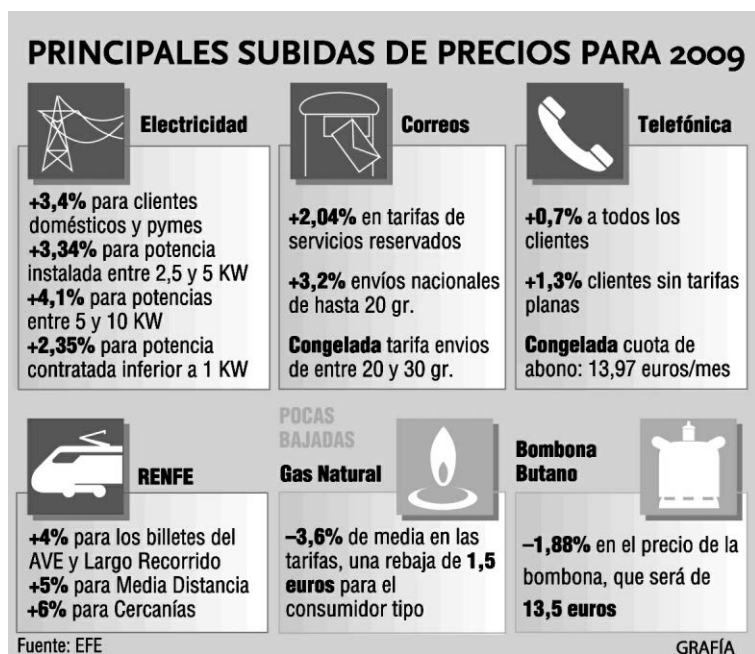 PRINCIPALES SUBIDAS DE PRECIOS PARA 2009
Electricidad
+3,4% para clientes
domésticos y pymes
+3,34% para potencia
instalada entre 2,5 y 5 KW
+4,1% para potencias
entre 5 y 10 KW
+2,35% para potencia
contratada inferior a 1 KW
Correos
+2,04% en tarifas de
servicios reservados
+3,2% envíos nacionales
de hasta 20 gr.
Congelada tarifa envios
de entre 20 y 30 gr.
Telefónica
+0,7% a todos los
clientes
+1,3% clientes sin tarifas
planas
Congelada cuota de
abono: 13,97 euros/mes
RENFE
+4% para los billetes del
AVE y Largo Recorrido
+5% para Media Distancia
+6% para Cercanías
POCAS
BAJADAS
Gas Natural
–3,6% de media en las
tarifas, una rebaja de 1,5
euros para el
consumidor tipo
Bombona
Butano
–1,88% en el precio de la
bombona, que será de
13,5 euros
Fuente: EFE
GRAFÍA